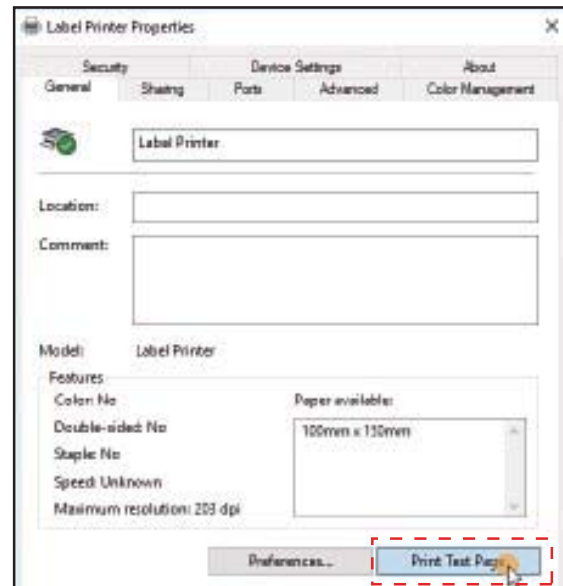 Label Printer Properties
Security Device Settings About
General Sharing Ports Advanced Color Management
Label Printer
Location:
Comment:
Model: Label Printer
Features
Color: No Paper available:
Double-sided: No 100mm x 150mm
Staple: No
Speed: Unknown
Maximum resolution: 203 dpi
Preferences... Print Test Page